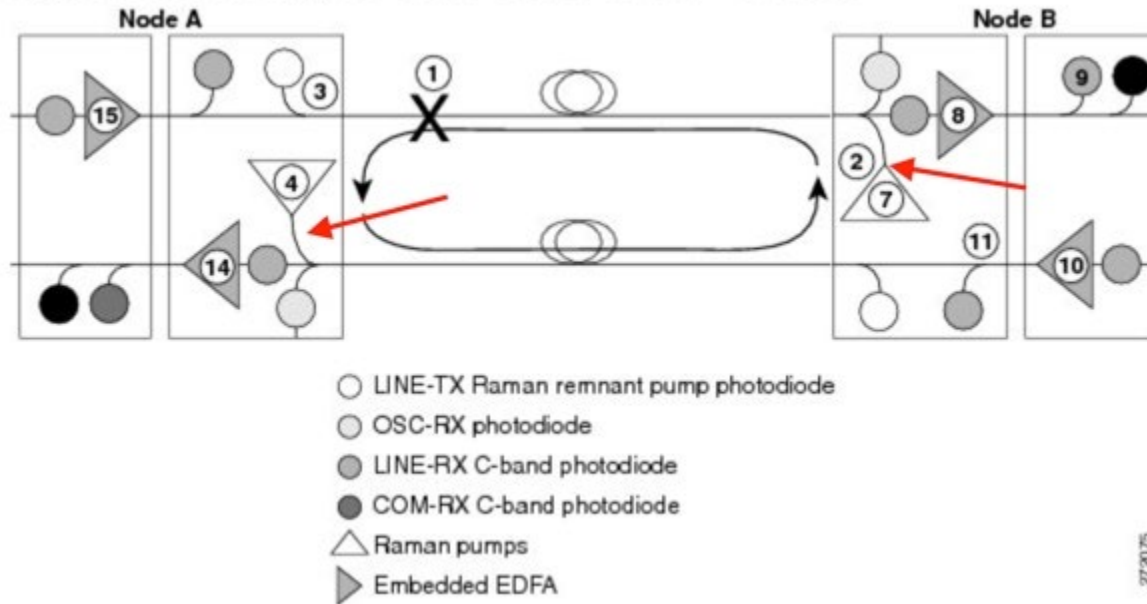 Node A
Node B
1
3
15
9
8
2
4
7
11
14
10
X
LINE-TX Raman remnant pump photodiode
OSC-RX photodiode
LINE-RX C-band photodiode
COM-RX C-band photodiode
Raman pumps
Embedded EDFA